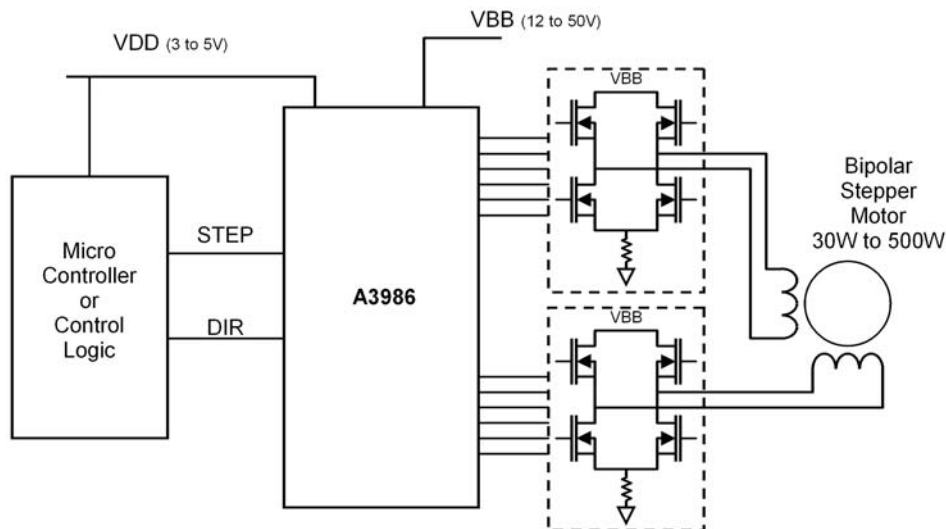 VBB (12 to 50V)
VDD (3 to 5V)
VBB
Bipolar
Stepper
Motor
30W to 500W
Micro
Controller
or
Control
Logic
STEP
DIR
A3986
VBB